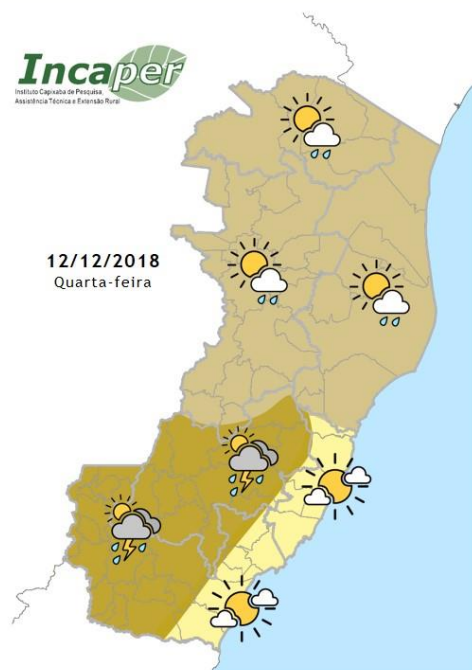 Incaper
Instituto Capixaba de Pesquisa,
Assistência Técnica e Extensão Rural
12/12/2018
Quarta-feira